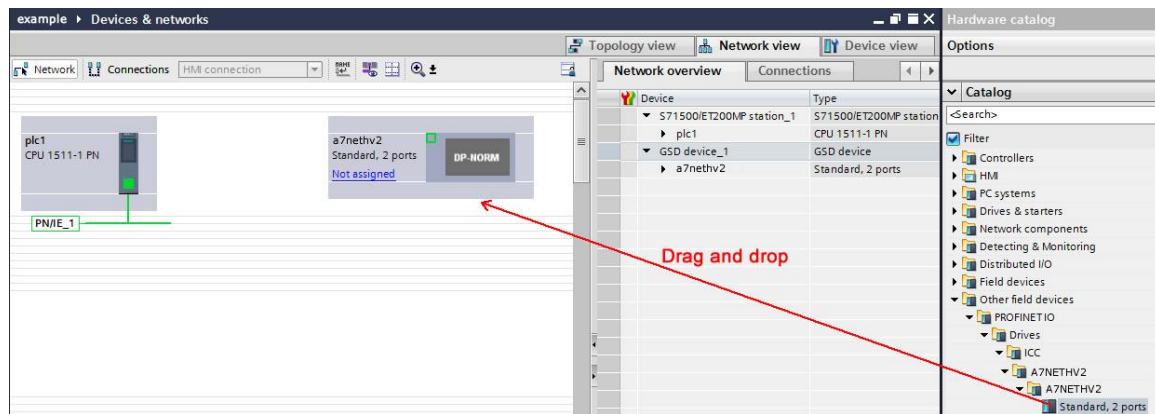 example ▸ Devices & networks
Hardware catalog
Topology view
Network view
Device view
Options
Network
Connections
HMI connection
Network overview
Connections
Catalog
<Search>
Filter
Device
Type
S71500/ET200MP station_1
S71500/ET200MP station
plc1
CPU 1511-1 PN
GSD device_1
GSD device
a7nethv2
Standard, 2 ports
plc1
CPU 1511-1 PN
a7nethv2
Standard, 2 ports
Not assigned
DP-NORM
PN/IE_1
Drag and drop
Controllers
HMI
PC systems
Drives & starters
Network components
Detecting & Monitoring
Distributed I/O
Field devices
Other field devices
PROFINET IO
Drives
ICC
A7NETHV2
A7NETHV2
Standard, 2 ports